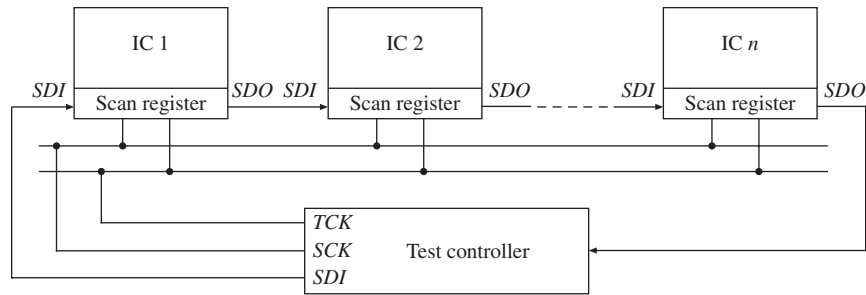 IC 1
IC 2
IC n
SDI
Scan register
SDO
SDI
Scan register
SDO
SDI
Scan register
SDO
TCK
SCK
Test controller
SDI